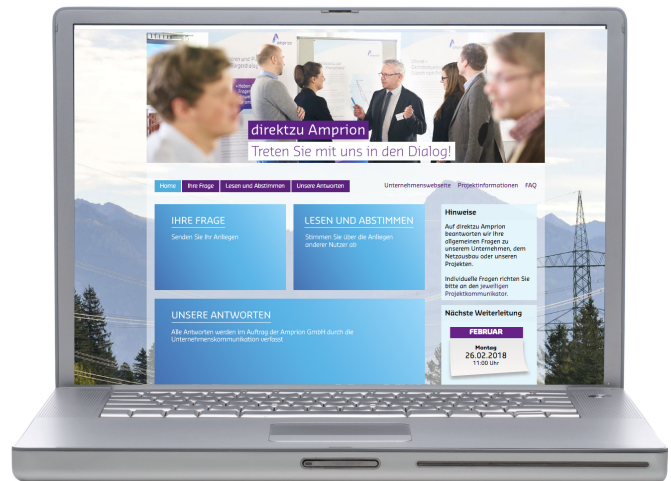 amprion
amprion
direktzu Amprion
Treten Sie mit uns in den Dialog!
Home Ihre Frage Lesen und Abstimmen Unsere Antworten Unternehmenswebseite Projektinformationen FAQ
IHRE FRAGE
Senden Sie Ihr Anliegen
LESEN UND ABSTIMMEN
Stimmen Sie über die Anliegen
anderer Nutzer ab
UNSERE ANTWORTEN
Alle Antworten werden im Auftrag der Amprion GmbH durch die
Unternehmenskommunikation verfasst
Hinweise
Auf direktzu Amprion
beantworten wir Ihre
allgemeinen Fragen zu
unserem Unternehmen, dem
Netzausbau oder unseren
Projekten.
Individuelle Fragen richten Sie
bitte an den jeweiligen
Projektkommunikator.
Nächste Weiterleitung
FEBRUAR
Montag
26.02.2018
11:00 Uhr